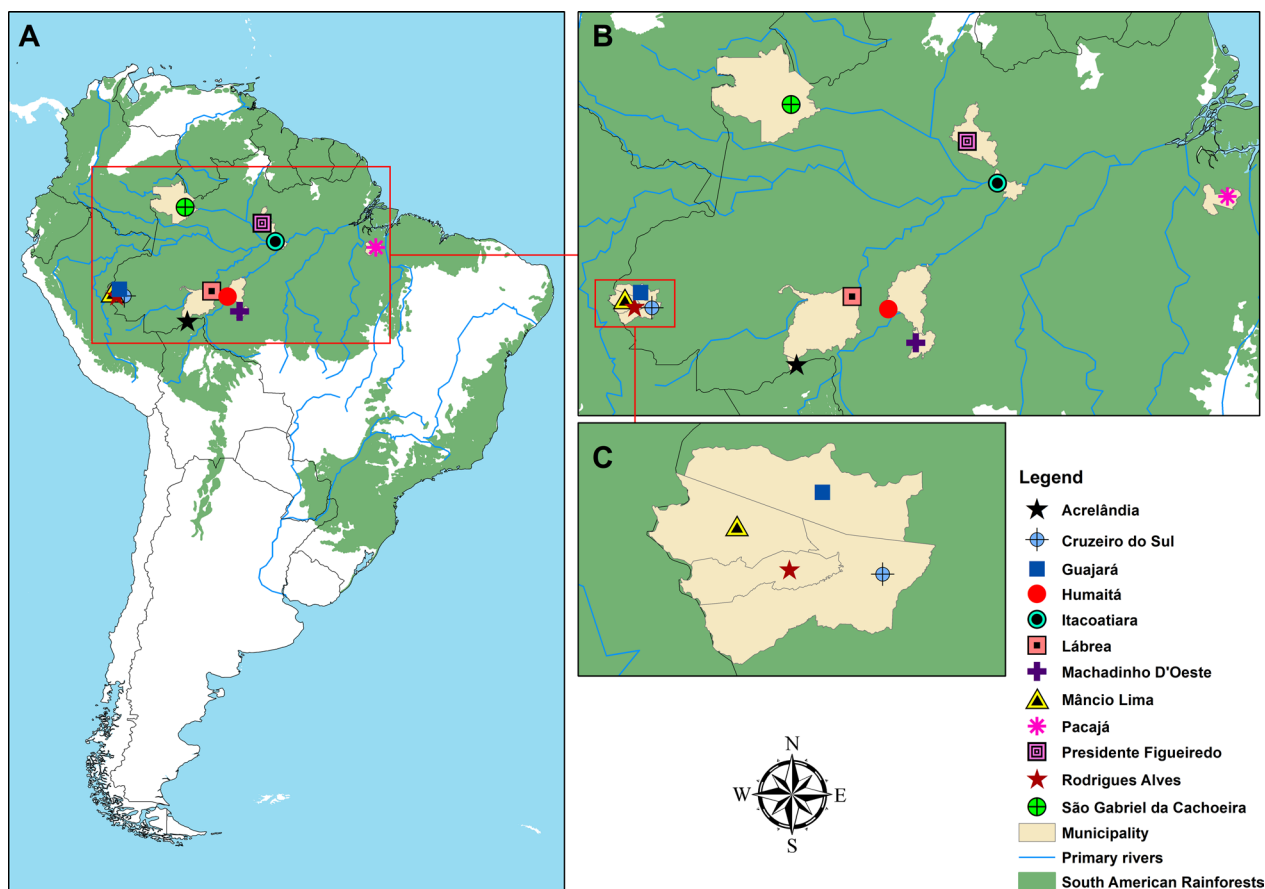 A
B
C
N
W
E
S
Legend
Acrelândia
Cruzeiro do Sul
Guajará
Humaitá
Itacoatiara
Lábrea
Machadinho D'Oeste
Mâncio Lima
Pacajá
Presidente Figueiredo
Rodrigues Alves
São Gabriel da Cachoeira
Municipality
Primary rivers
South American Rainforests